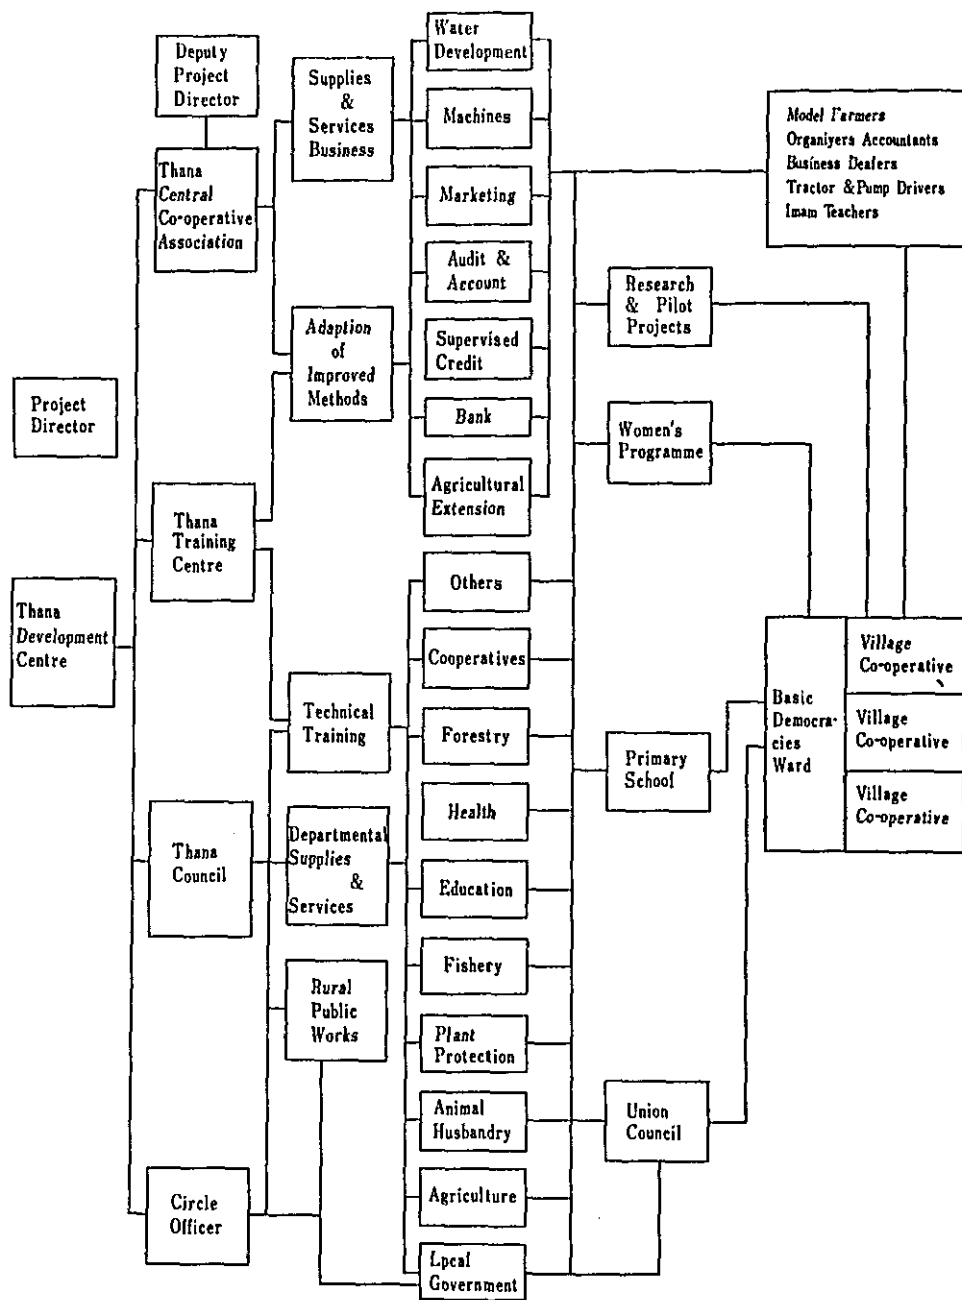 Deputy
Project
Director
Thana
Central
Co-operative
Association
Project
Director
Thana
Training
Centre
Thana
Development
Centre
Thana
Council
Circle
Officer
Supplies
&
Services
Business
Adaption
of
Improved
Methods
Technical
Training
Departmental
Supplies
&
Services
Rural
Public
Works
Water
Development
Machines
Marketing
Audit &
Account
Supervised
Credit
Bank
Agricultural
Extension
Others
Cooperatives
Forestry
Health
Education
Fishery
Plant
Protection
Animal
Husbandry
Agriculture
Lpcal
Government
Model Farmers
Organiyers Accountants
Business Deafers
Tractor & Pump Drivers
Imam Teachers
Research
& Pilot
Projects
Women's
Programme
Primary
School
Union
Council
Basic
Democra-
cies
Ward
Village
Co-operative
Village
Co-operative
Village
Co-operative